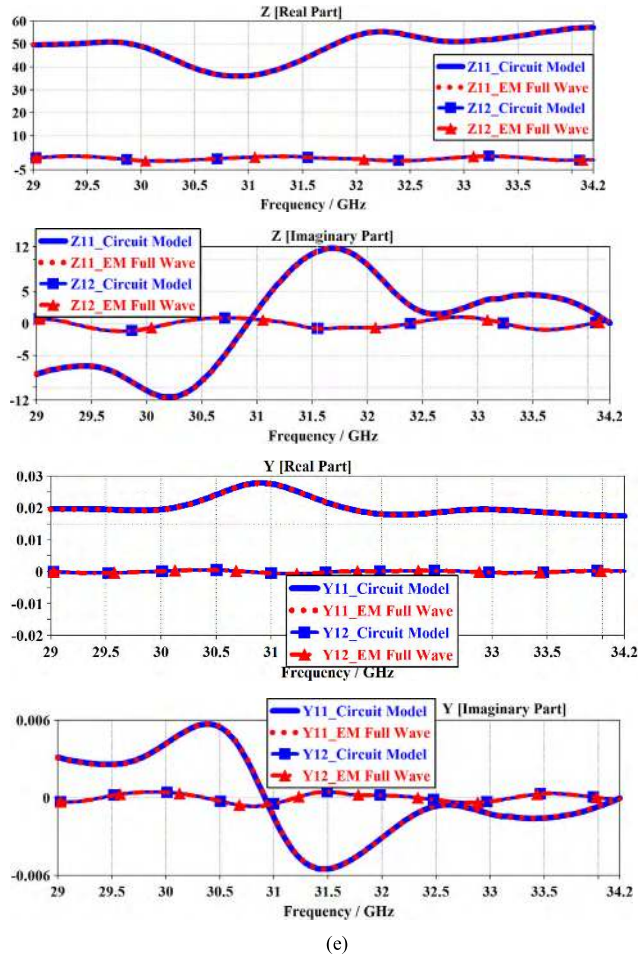 Z [Real Part]
60
50
40
30
20
10
-5
Z11_Circuit Model
Z11_EM Full Wave
Z12_Circuit Model
Z12_EM Full Wave
29 29.5 30 30.5 31 31.5 32 32.5 33 33.5 34.2
Frequency / GHz
Z [Imaginary Part]
12
5
0
-5
-12
Z11_Circuit Model
Z11_EM Full Wave
Z12_Circuit Model
Z12_EM Full Wave
29 29.5 30 30.5 31 31.5 32 32.5 33 33.5 34.2
Frequency / GHz
Y [Real Part]
0.03
0.02
0.01
0
-0.01
-0.02
Y11_Circuit Model
Y11_EM Full Wave
Y12_Circuit Model
Y12_EM Full Wave
29 29.5 30 30.5 31 33 33.5 34.2
Frequency / GHz
Y [Imaginary Part]
0.006
0
-0.006
Y11_Circuit Model
Y11_EM Full Wave
Y12_Circuit Model
Y12_EM Full Wave
29 29.5 30 30.5 31 31.5 32 32.5 33 33.5 34.2
Frequency / GHz
(e)